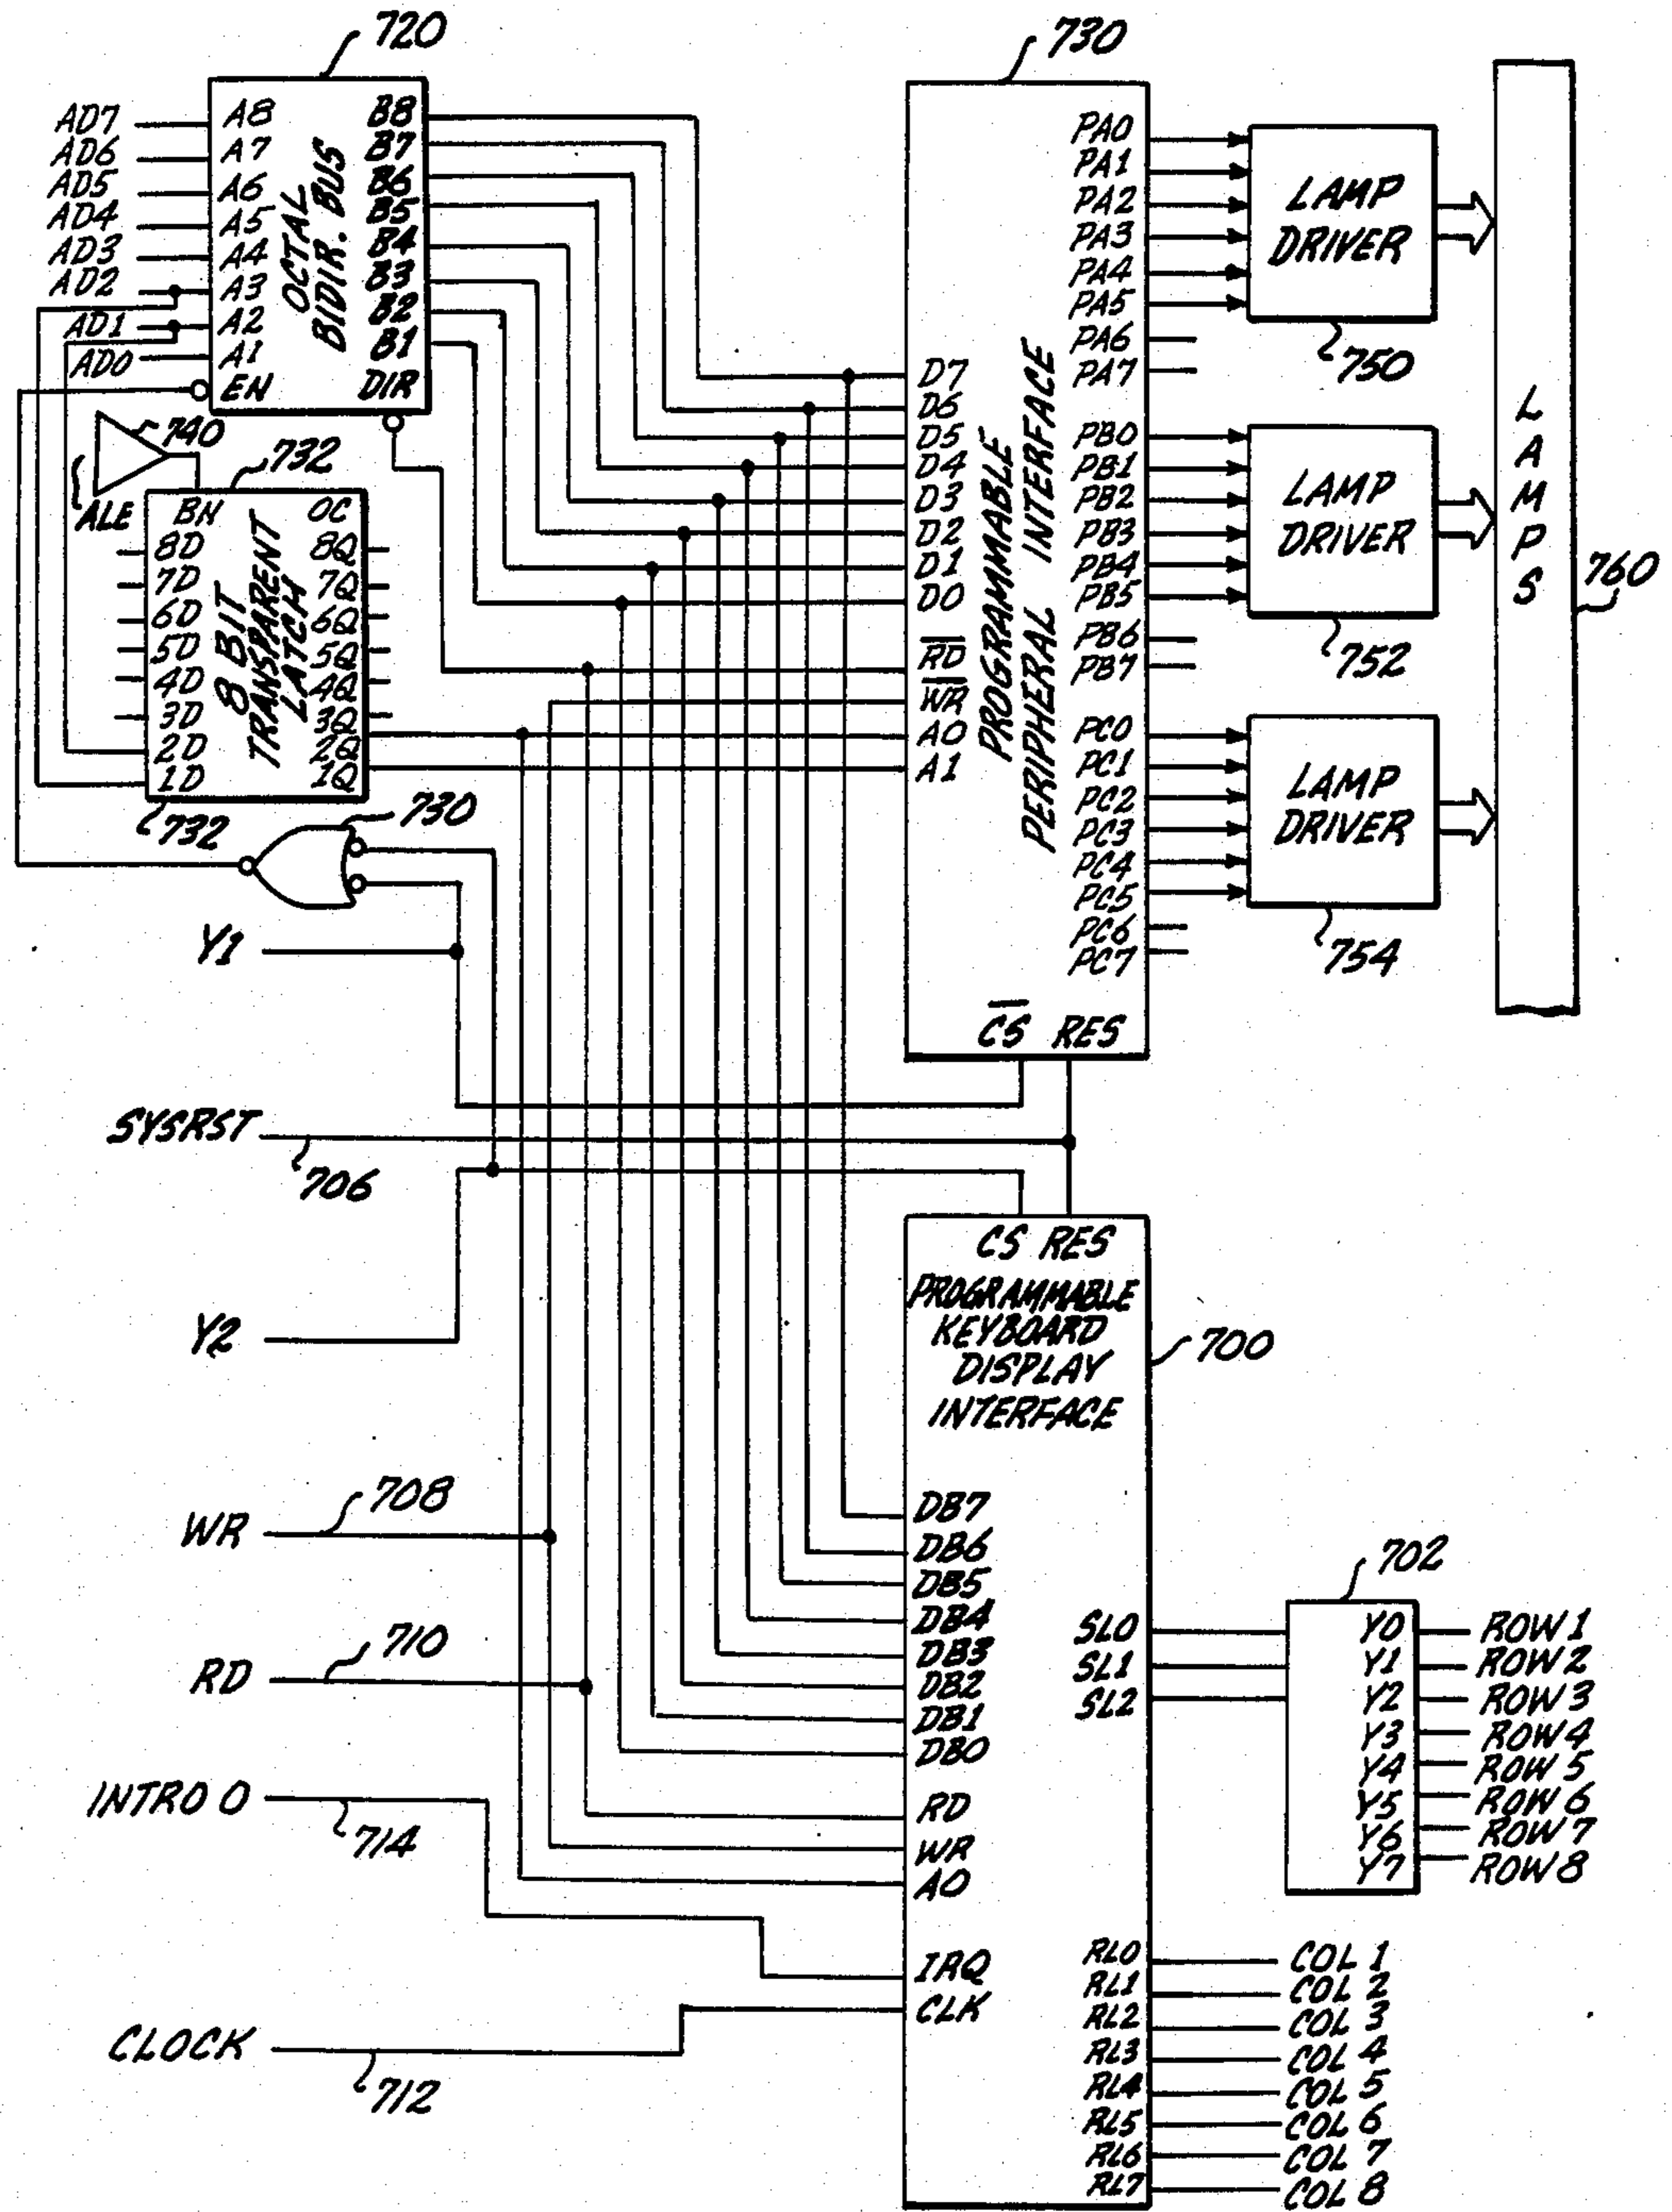 720
AD7
AD6
AD5
AD4
AD3
AD2
AD1
AD0
A8
A7
A6
A5
A4
A3
A2
A1
EN
OCTAL
BIDIR. BUS
B8
B7
B6
B5
B4
B3
B2
B1
DIR
740
ALE
732
BN OC
8D
7D
6D
5D
4D
3D
2D
1D
8 BIT
TRANSPARENT
LATCH
8Q
7Q
6Q
5Q
4Q
3Q
2Q
1Q
732
730
Y1
730
D7
D6
D5
D4
D3
D2
D1
D0
RD
WR
A0
A1
PROGRAMMABLE
PERIPHERAL INTERFACE
PA0
PA1
PA2
PA3
PA4
PA5
PA6
PA7
PB0
PB1
PB2
PB3
PB4
PB5
PB6
PB7
PC0
PC1
PC2
PC3
PC4
PC5
PC6
PC7
CS RES
LAMP
DRIVER
750
LAMP
DRIVER
752
LAMP
DRIVER
754
LAMPS
760
SYSRST
706
Y2
WR
708
RD
710
INTRO 0
714
CLOCK
712
CS RES
PROGRAMMABLE
KEYBOARD
DISPLAY
INTERFACE
700
DB7
DB6
DB5
DB4
DB3
DB2
DB1
DB0
RD
WR
A0
IRQ
CLK
SL0
SL1
SL2
702
Y0 ROW 1
Y1 ROW 2
Y2 ROW 3
Y3 ROW 4
Y4 ROW 5
Y5 ROW 6
Y6 ROW 7
Y7 ROW 8
RL0 COL 1
RL1 COL 2
RL2 COL 3
RL3 COL 4
RL4 COL 5
RL5 COL 6
RL6 COL 7
RL7 COL 8